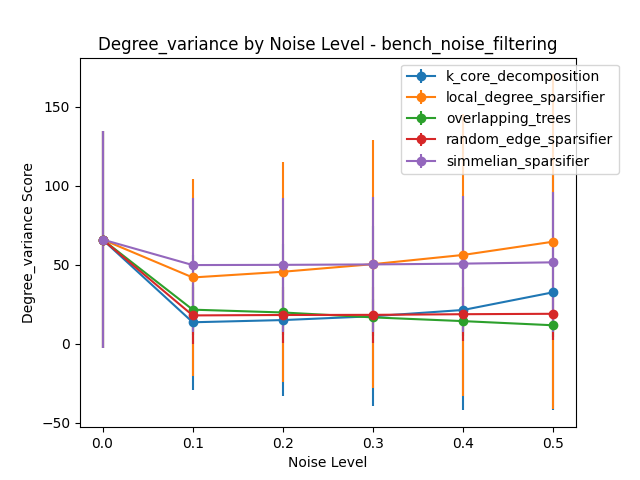 Degree_variance by Noise Level - bench_noise_filtering
k_core_decomposition
local_degree_sparsifier
overlapping_trees
random_edge_sparsifier
simmelian_sparsifier
Degree_variance Score
150
100
50
0
−50
0.0 0.1 0.2 0.3 0.4 0.5
Noise Level